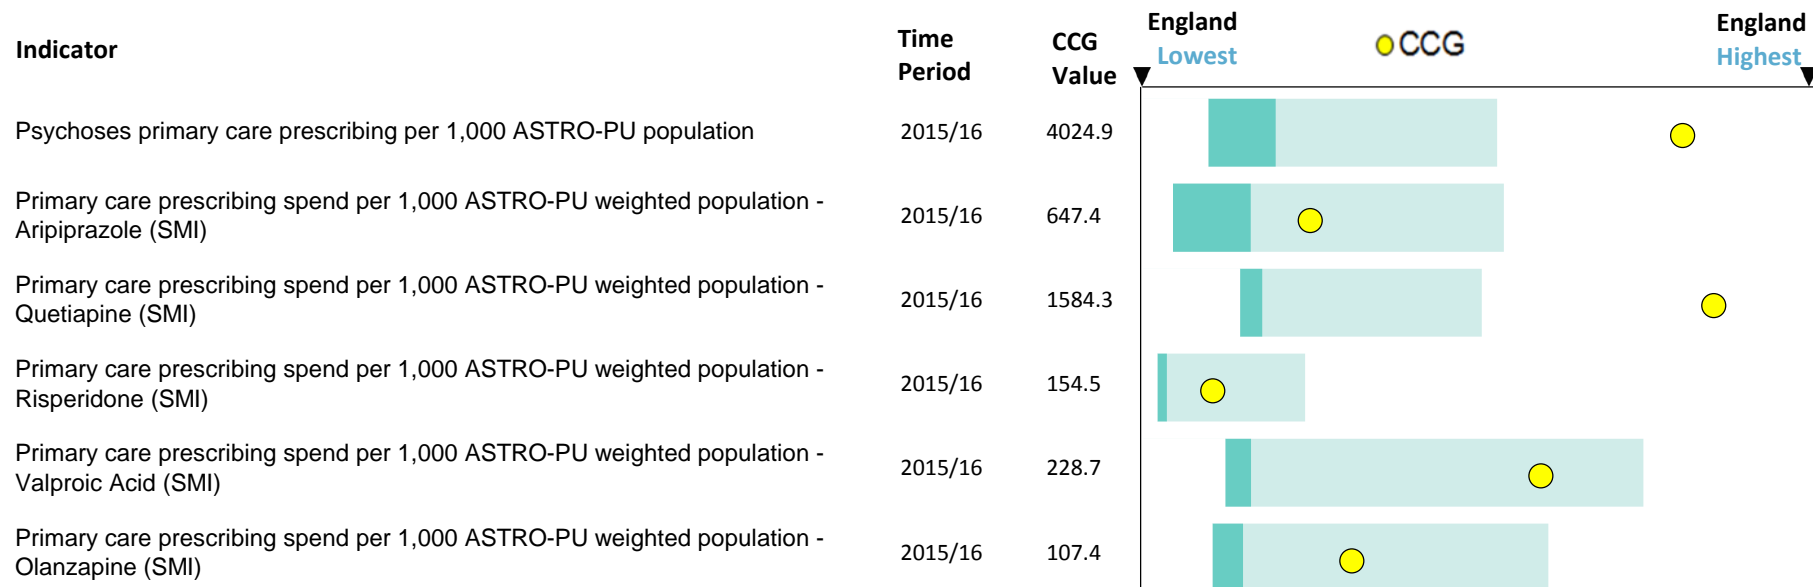 Indicator
Time
Period
CCG
Value
England
Lowest
CCG
England
Highest
Psychoses primary care prescribing per 1,000 ASTRO-PU population
2015/16
4024.9
Primary care prescribing spend per 1,000 ASTRO-PU weighted population -
Aripiprazole (SMI)
2015/16
647.4
Primary care prescribing spend per 1,000 ASTRO-PU weighted population -
Quetiapine (SMI)
2015/16
1584.3
Primary care prescribing spend per 1,000 ASTRO-PU weighted population -
Risperidone (SMI)
2015/16
154.5
Primary care prescribing spend per 1,000 ASTRO-PU weighted population -
Valproic Acid (SMI)
2015/16
228.7
Primary care prescribing spend per 1,000 ASTRO-PU weighted population -
Olanzapine (SMI)
2015/16
107.4